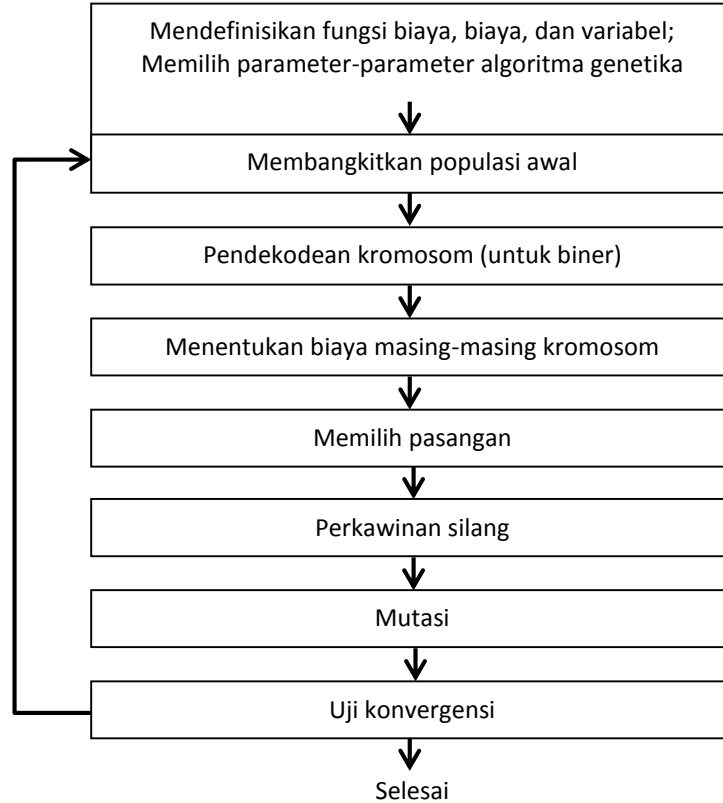 Mendefinisikan fungsi biaya, biaya, dan variabel;
Memilih parameter-parameter algoritma genetika
Membangkitkan populasi awal
Pendekodean kromosom (untuk biner)
Menentukan biaya masing-masing kromosom
Memilih pasangan
Perkawinan silang
Mutasi
Uji konvergensi
Selesai